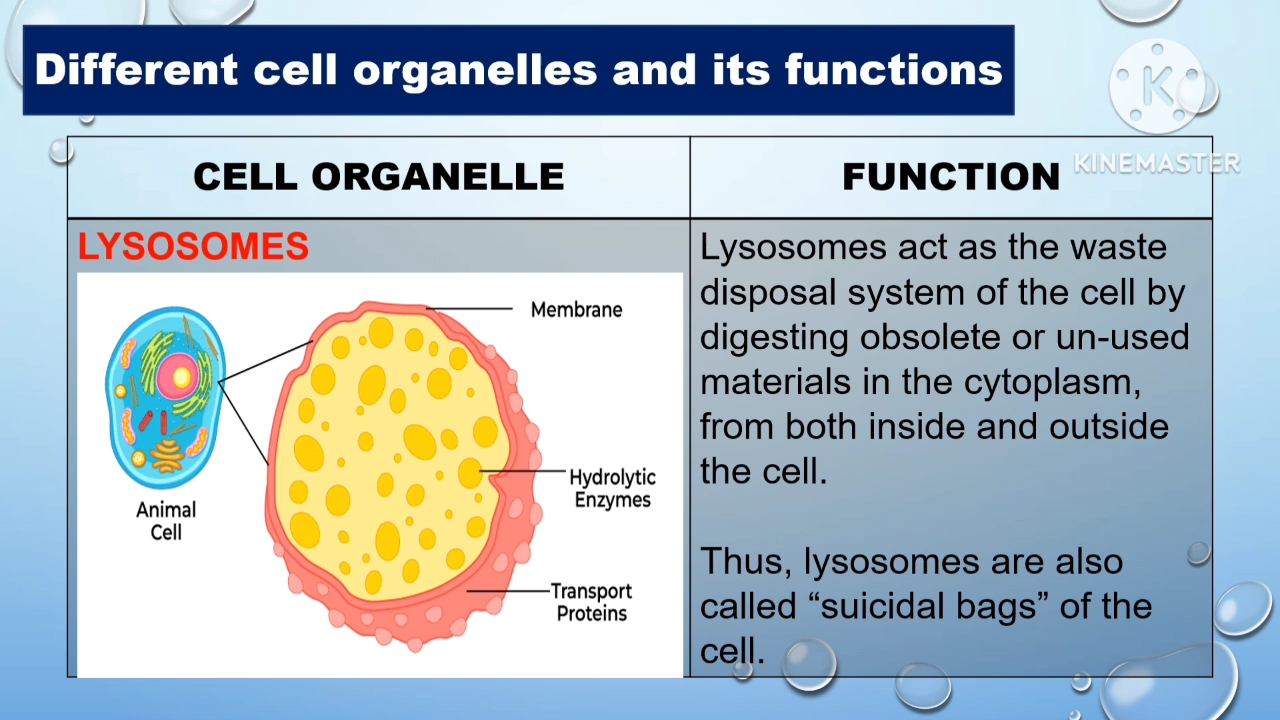 Different cell organelles and its functions
K
KINEMASTER
CELL ORGANELLE
FUNCTION
LYSOSOMES
Membrane
Hydrolytic
Enzymes
Transport
Proteins
Animal
Cell
Lysosomes act as the waste
disposal system of the cell by
digesting obsolete or un-used
materials in the cytoplasm,
from both inside and outside
the cell.
Thus, lysosomes are also
called “suicidal bags” of the
cell.